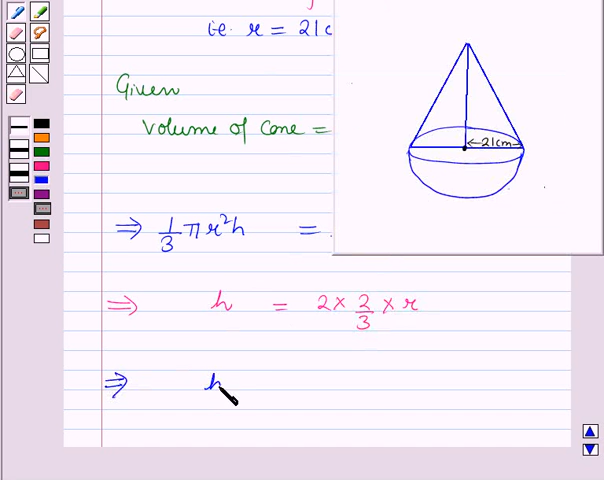 i.e. r = 21c
Given
Volume of Cone =
⇒ 1/3 πr²h =
⇒ h = 2 × 2/3 × r
⇒ h
←21cm→